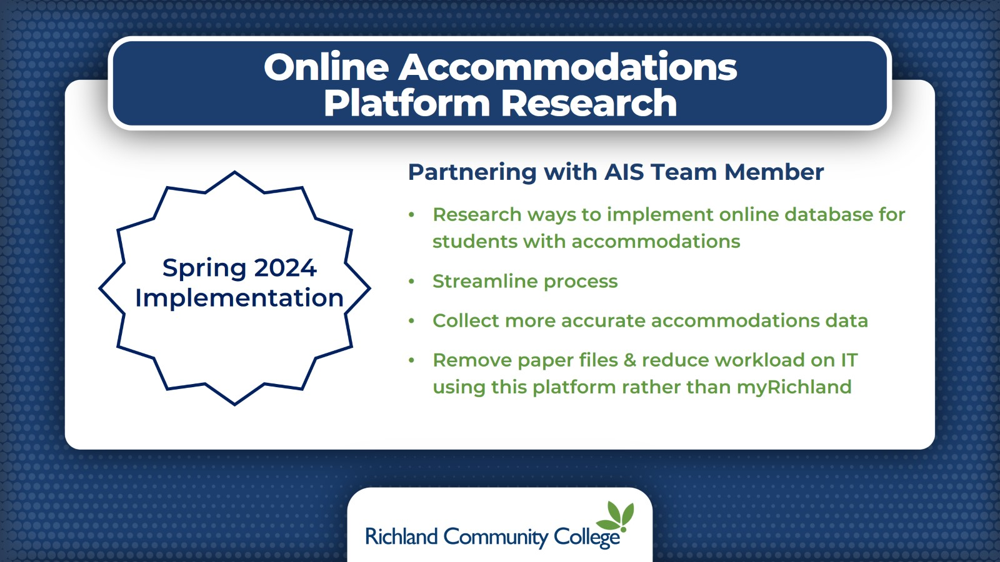 Online Accommodations
Platform Research
Spring 2024
Implementation
Partnering with AIS Team Member
• Research ways to implement online database for
students with accommodations
• Streamline process
• Collect more accurate accommodations data
• Remove paper files & reduce workload on IT
using this platform rather than myRichland
Richland Community College